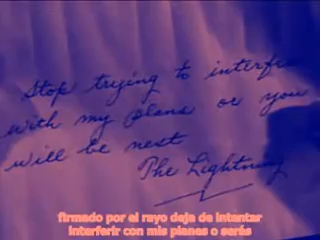 Stop trying to interfe
with my plans or you
will be next
The Lightning
firmado por el rayo deja de intentar
interferir con mis planes o serás